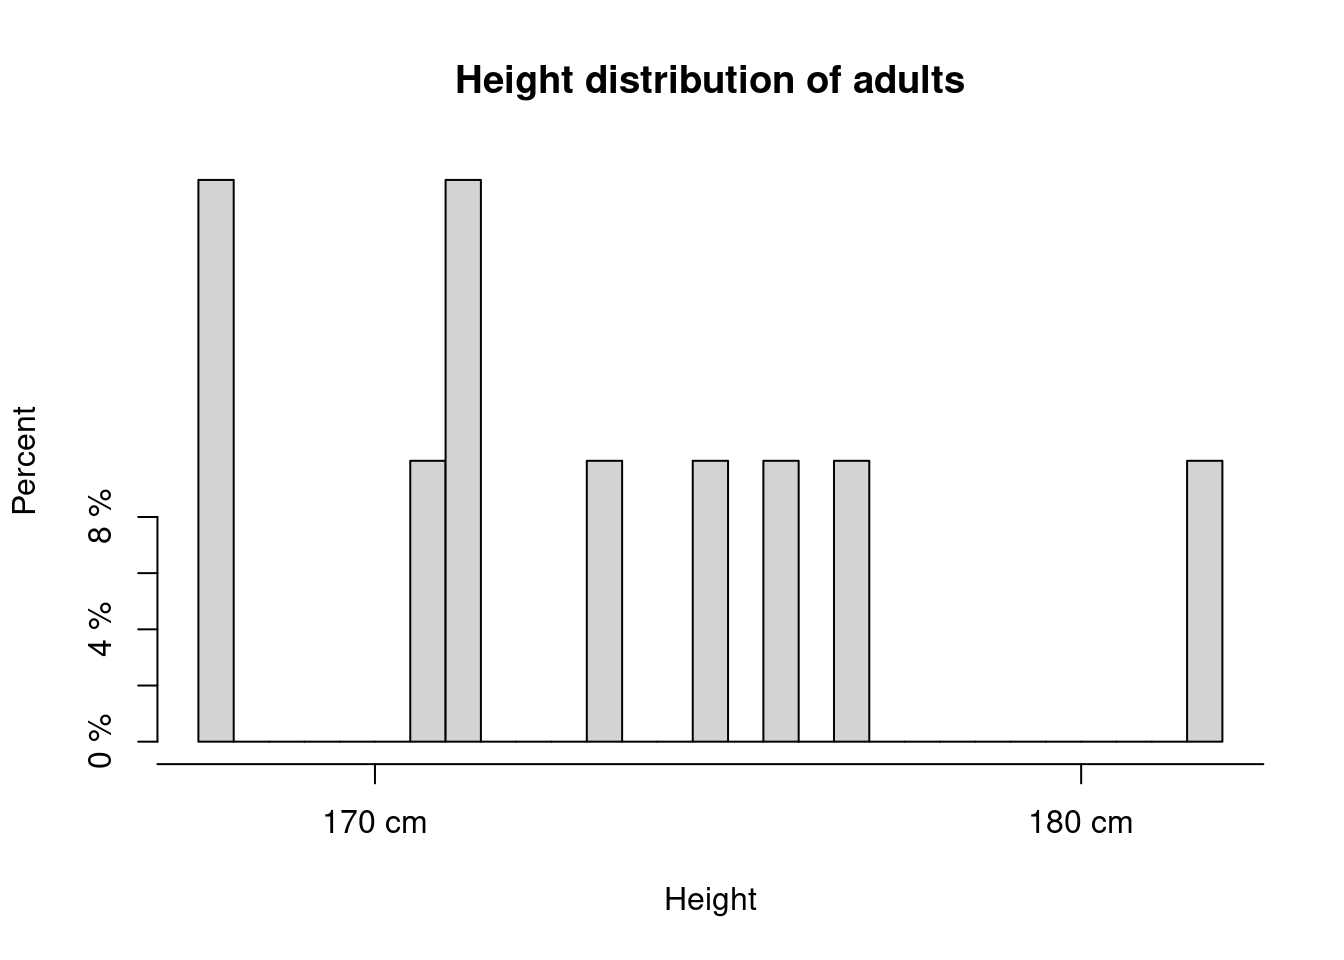 Height distribution of adults
Percent
8 %
4 %
0 %
170 cm
180 cm
Height